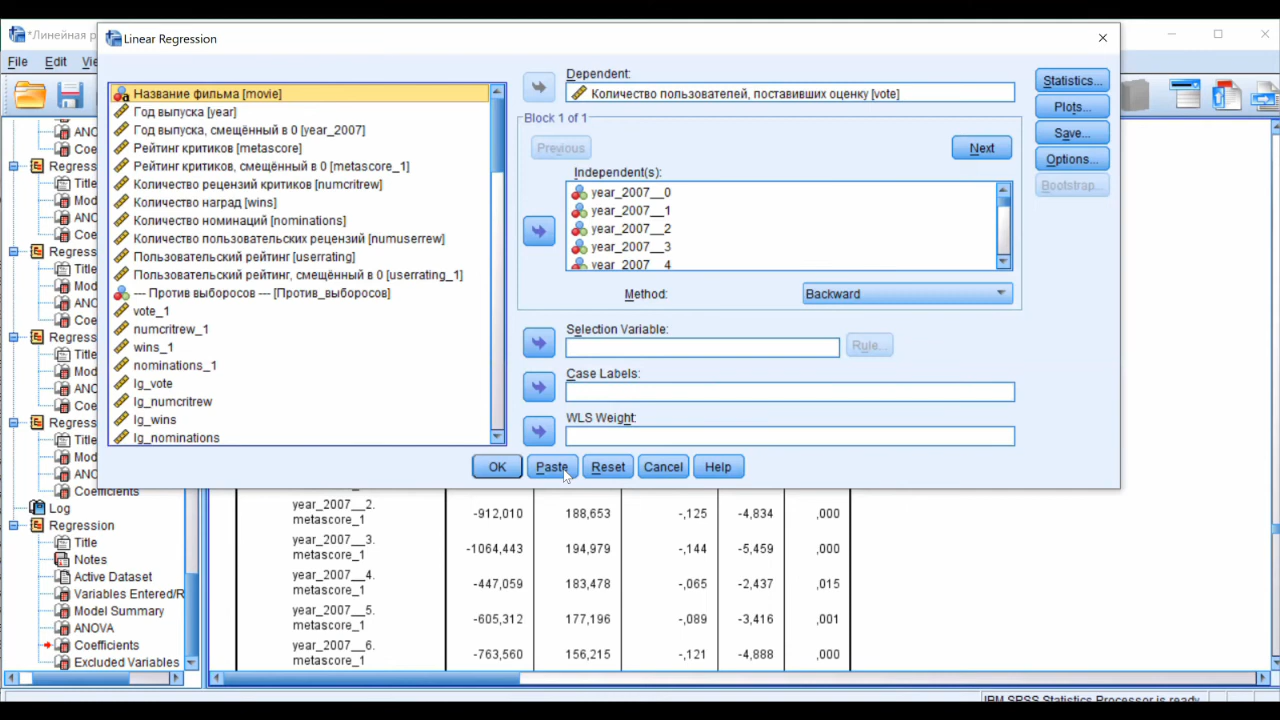 *Линейная р
Linear Regression
File Edit Vie
Название фильма [movie]
Год выпуска [year]
Год выпуска, смещённый в 0 [year_2007]
Рейтинг критиков [metascore]
Рейтинг критиков, смещённый в 0 [metascore_1]
Количество рецензий критиков [numcritrew]
Количество наград [wins]
Количество номинаций [nominations]
Количество пользовательских рецензий [numuserrew]
Пользовательский рейтинг [userrating]
Пользовательский рейтинг, смещённый в 0 [userrating_1]
--- Против выборосов --- [Против_выборосов]
vote_1
numcritrew_1
wins_1
nominations_1
lg_vote
lg_numcritrew
lg_wins
lg_nominations
Dependent:
Количество пользователей, поставивших оценку [vote]
Block 1 of 1
Previous
Next
Independent(s):
year_2007__0
year_2007__1
year_2007__2
year_2007__3
year_2007__4
Method:
Backward
Selection Variable:
Rule...
Case Labels:
WLS Weight:
Statistics...
Plots...
Save...
Options...
Bootstrap...
OK
Paste
Reset
Cancel
Help
ANO
Coe
Regress
Title
Mod
ANO
Coe
Regress
Title
Mod
ANO
Coe
Regress
Title
Mod
ANO
Coe
Regress
Title
Mod
ANO
Coefficients
Log
Regression
Title
Notes
Active Dataset
Variables Entered/R
Model Summary
ANOVA
Coefficients
Excluded Variables
year_2007__2.
metascore_1 -912,010 188,653 -,125 -4,834 ,000
year_2007__3.
metascore_1 -1064,443 194,979 -,144 -5,459 ,000
year_2007__4.
metascore_1 -447,059 183,478 -,065 -2,437 ,015
year_2007__5.
metascore_1 -605,312 177,196 -,089 -3,416 ,001
year_2007__6.
metascore_1 -763,560 156,215 -,121 -4,888 ,000
IBM SPSS Statistics Processor is ready